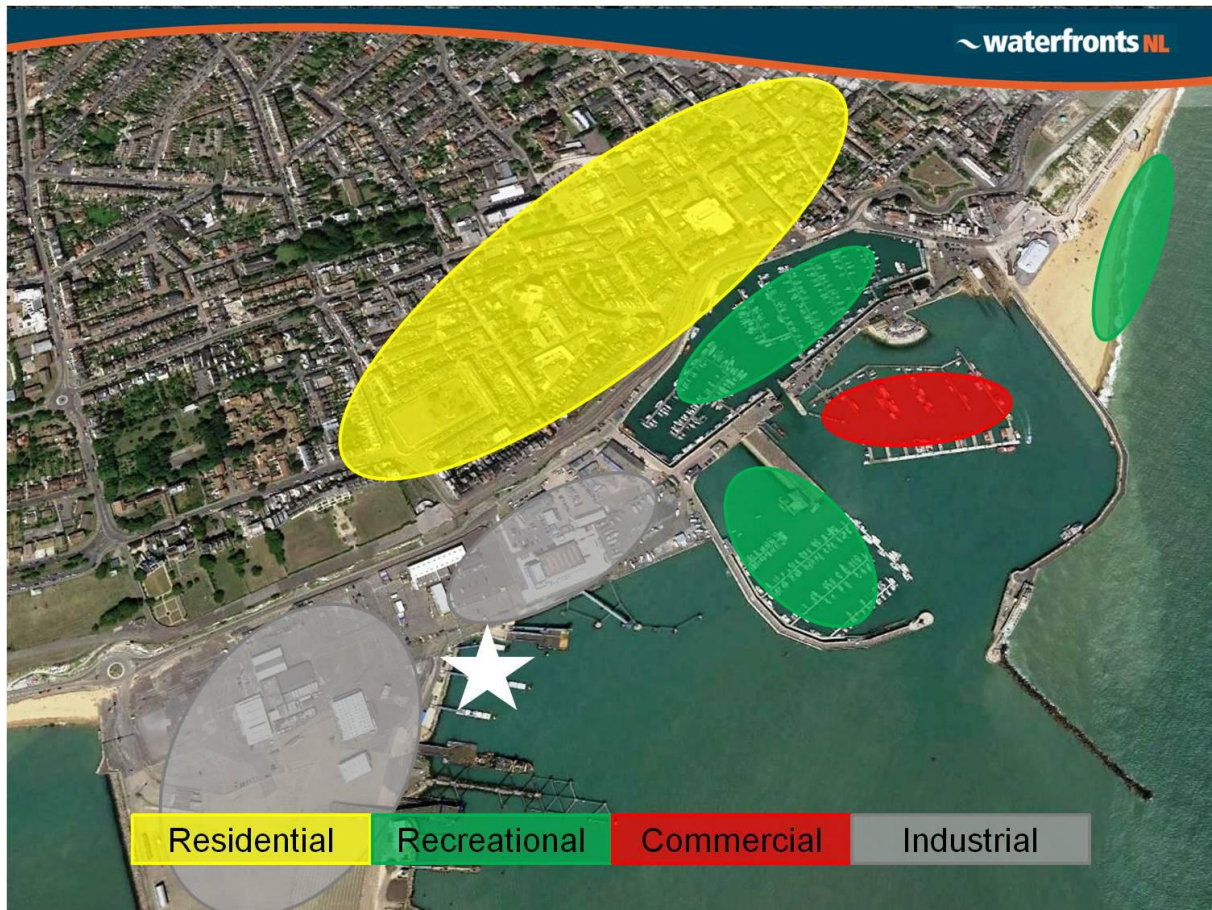 waterfronts NL
Residential
Recreational
Commercial
Industrial